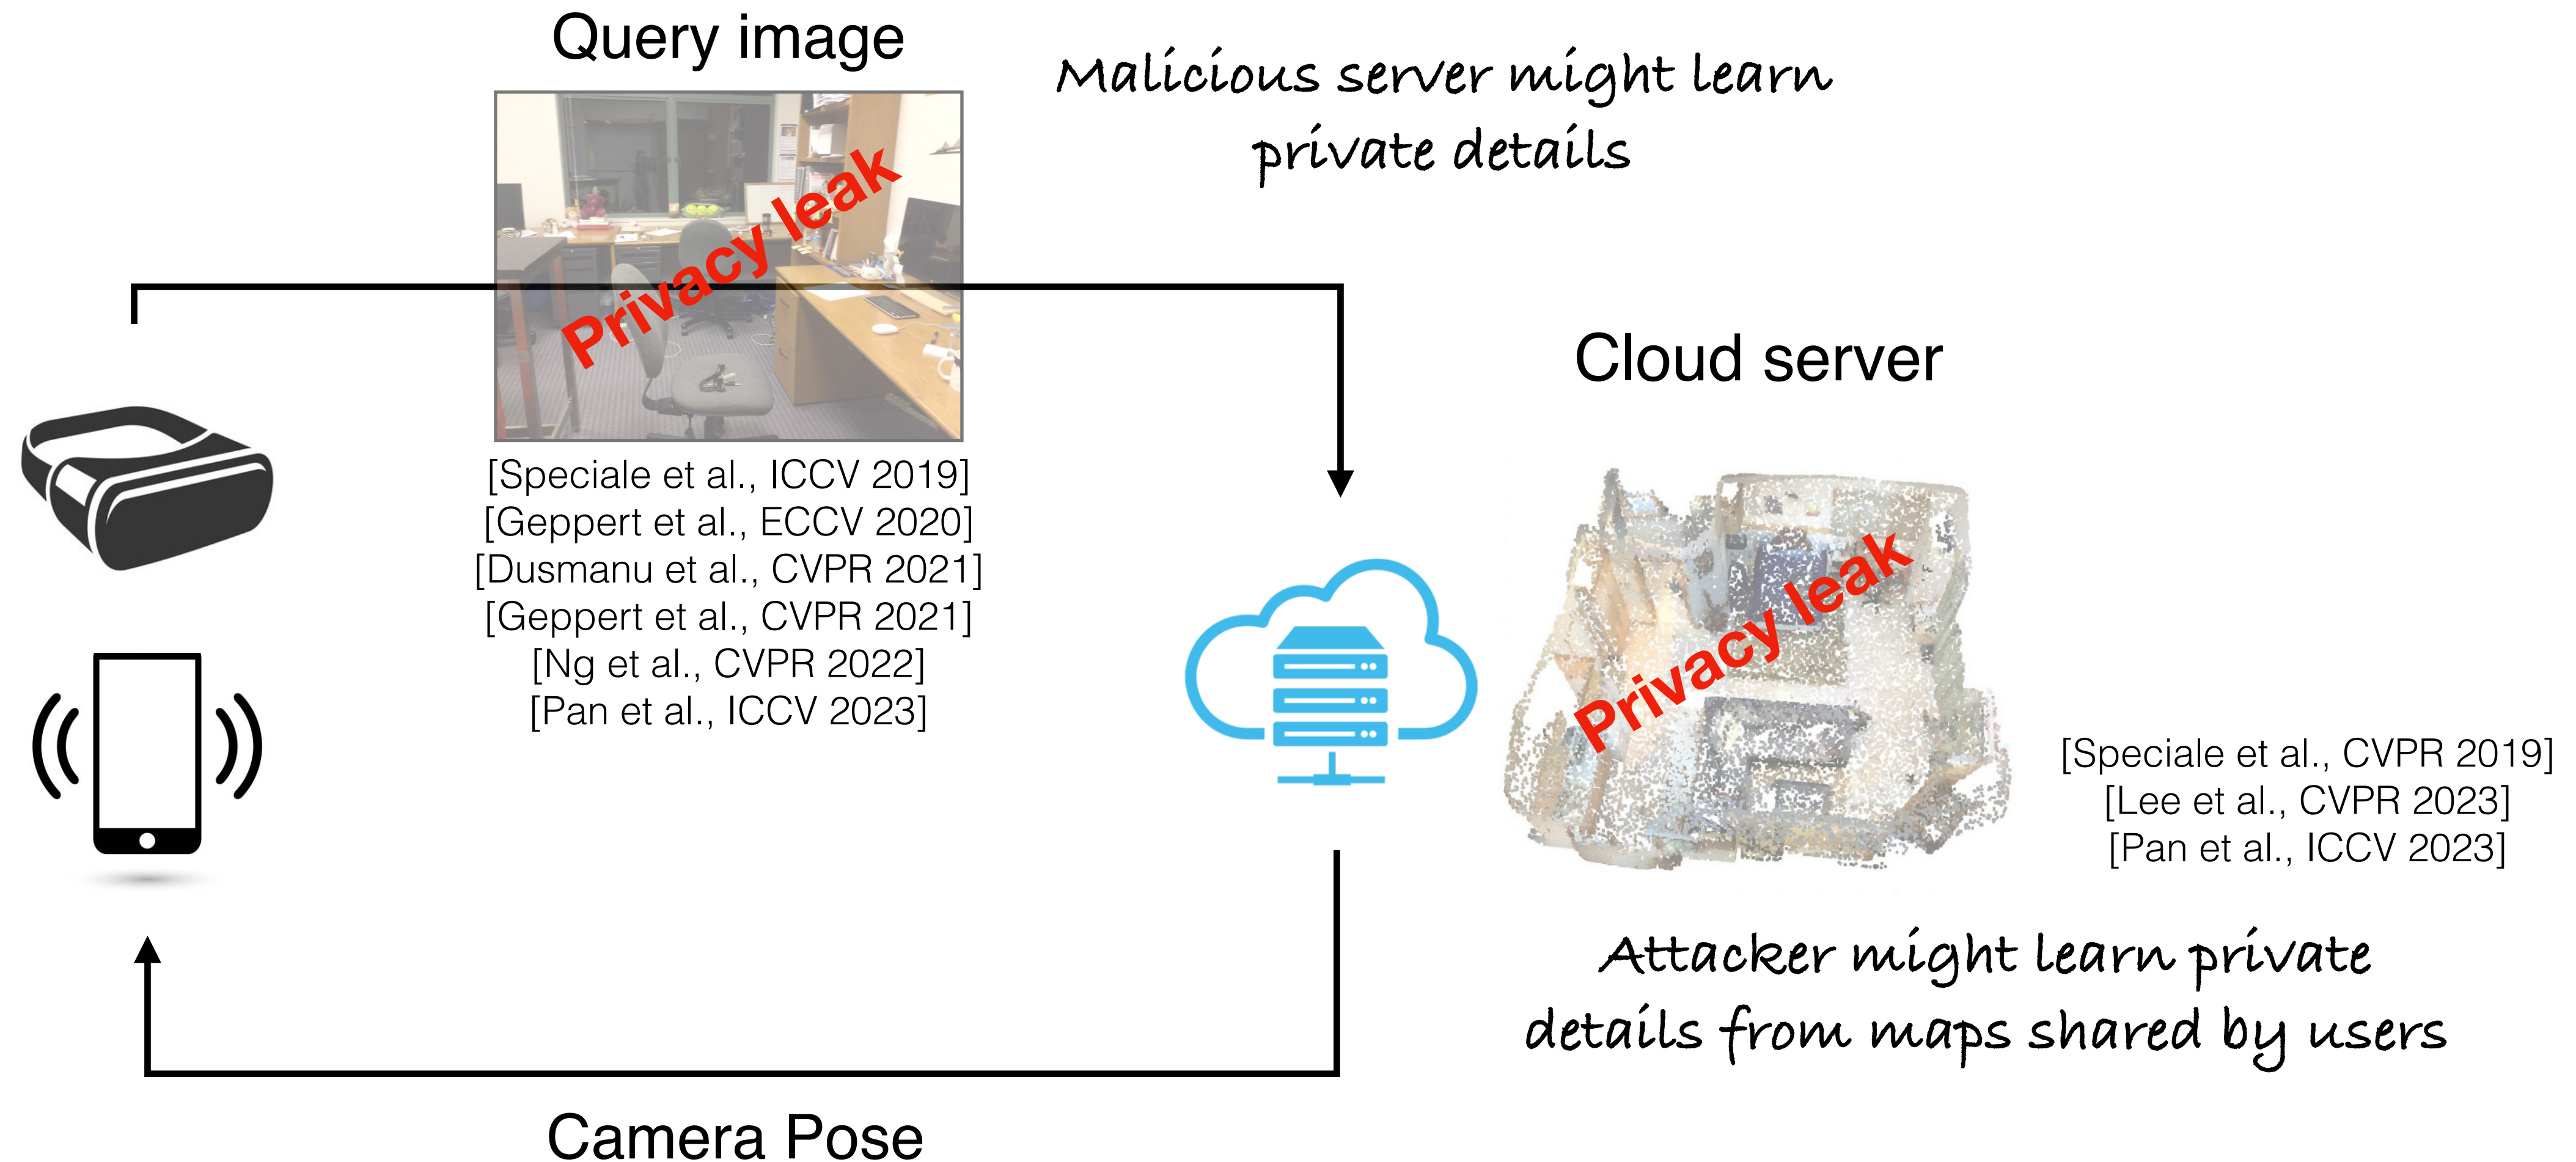 Query image
Malicious server might learn
private details
Privacy leak
[Speciale et al., ICCV 2019]
[Geppert et al., ECCV 2020]
[Dusmanu et al., CVPR 2021]
[Geppert et al., CVPR 2021]
[Ng et al., CVPR 2022]
[Pan et al., ICCV 2023]
Cloud server
Privacy leak
[Speciale et al., CVPR 2019]
[Lee et al., CVPR 2023]
[Pan et al., ICCV 2023]
Attacker might learn private
details from maps shared by users
Camera Pose